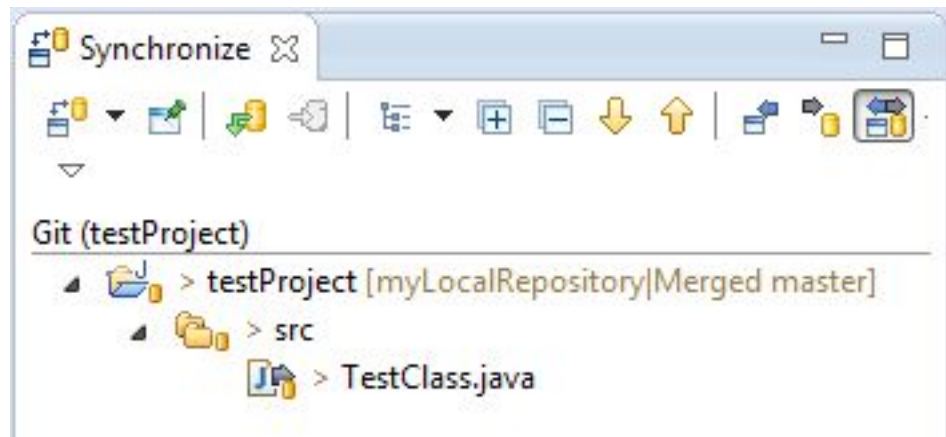 Synchronize
Git (testProject)
> testProject [myLocalRepository|Merged master]
> src
> TestClass.java